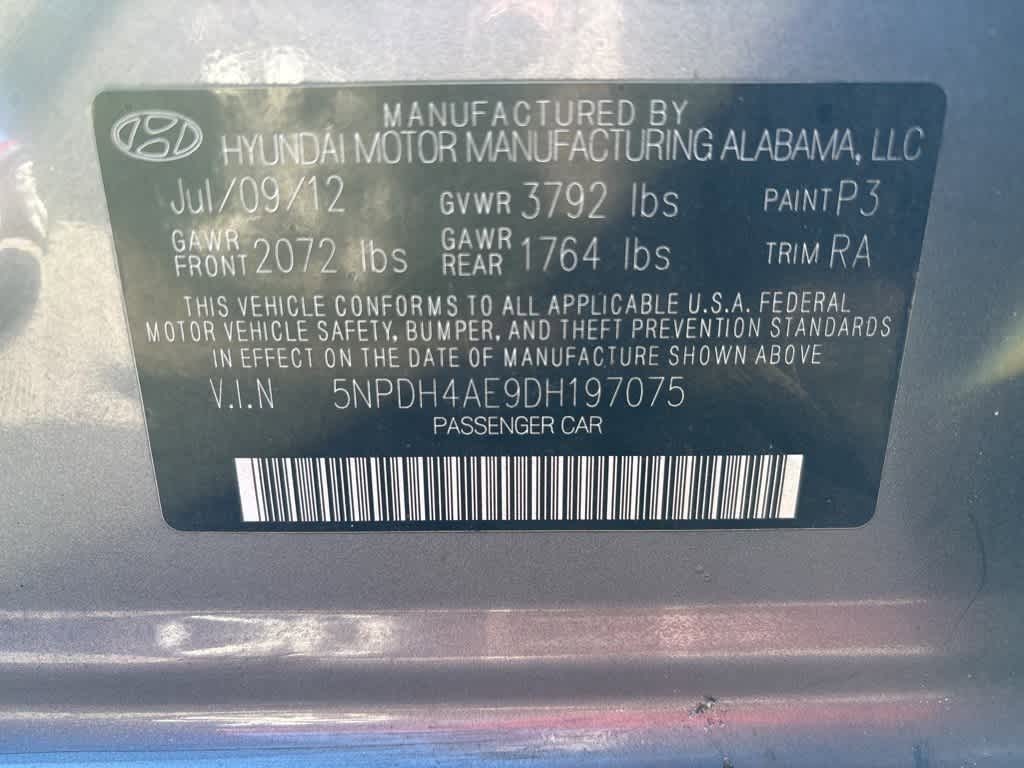 MANUFACTURED BY
HYUNDAI MOTOR MANUFACTURING ALABAMA, LLC
Jul/09/12 GVWR 3792 lbs PAINT P3
GAWR FRONT 2072 lbs GAWR REAR 1764 lbs TRIM RA
THIS VEHICLE CONFORMS TO ALL APPLICABLE U.S.A. FEDERAL
MOTOR VEHICLE SAFETY, BUMPER, AND THEFT PREVENTION STANDARDS
IN EFFECT ON THE DATE OF MANUFACTURE SHOWN ABOVE
V.I.N 5NPDH4AE9DH197075
PASSENGER CAR